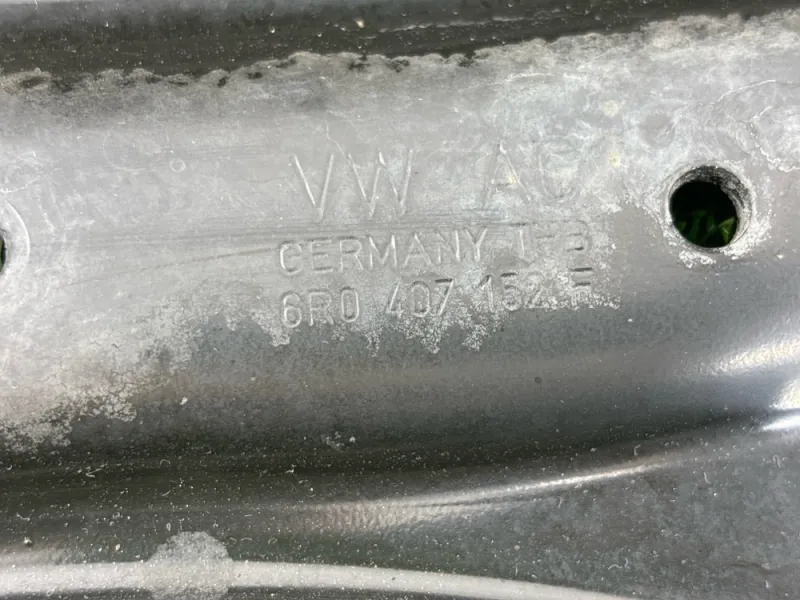 VW AG
GERMANY T-B
6R0 407 152 F